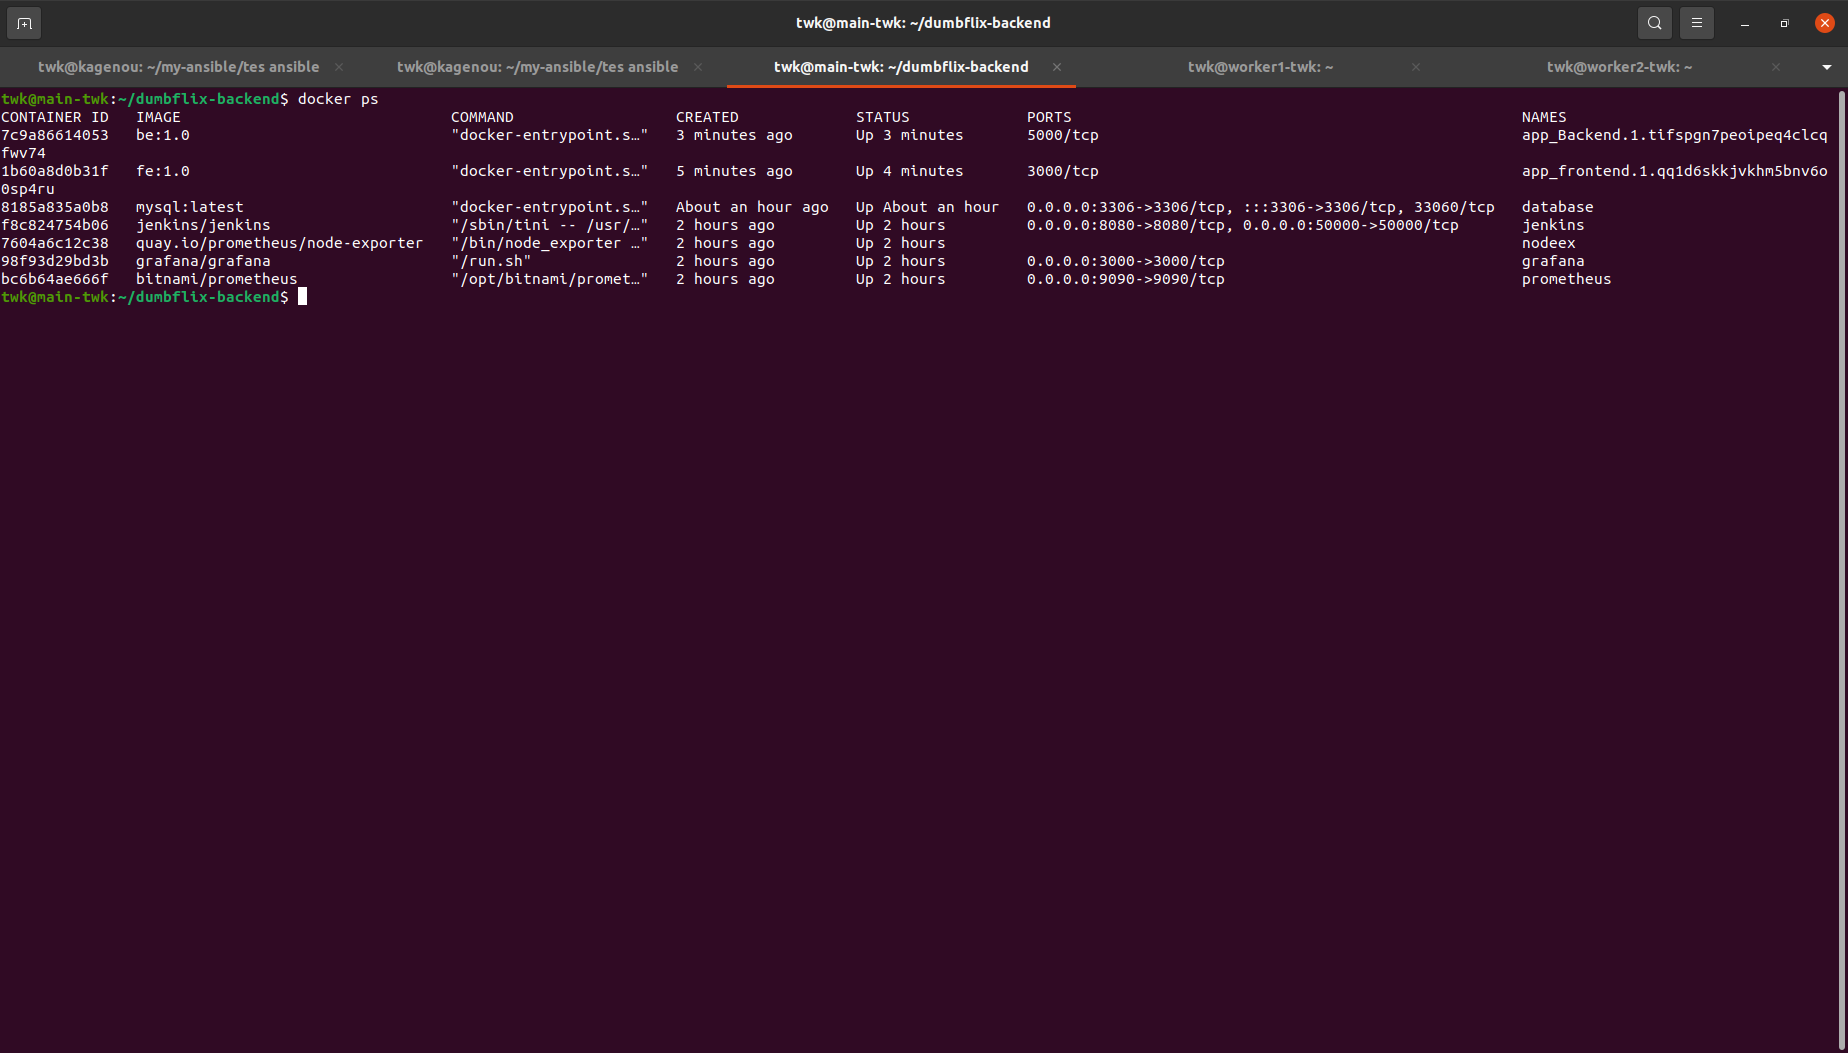 twk@main-twk: ~/dumbflix-backend
twk@kagenou: ~/my-ansible/tes ansible
twk@kagenou: ~/my-ansible/tes ansible
twk@main-twk: ~/dumbflix-backend
twk@worker1-twk: ~
twk@worker2-twk: ~
twk@main-twk:~/dumbflix-backend$ docker ps
CONTAINER ID   IMAGE                              COMMAND                  CREATED             STATUS             PORTS                                                  NAMES
7c9a86614053   be:1.0                             "docker-entrypoint.s…"   3 minutes ago       Up 3 minutes       5000/tcp                                               app_Backend.1.tifspgn7peoipeq4clcq
fwv74
1b60a8d0b31f   fe:1.0                             "docker-entrypoint.s…"   5 minutes ago       Up 4 minutes       3000/tcp                                               app_frontend.1.qq1d6skkjvkhm5bnv6o
0sp4ru
8185a835a0b8   mysql:latest                       "docker-entrypoint.s…"   About an hour ago   Up About an hour   0.0.0.0:3306->3306/tcp, :::3306->3306/tcp, 33060/tcp   database
f8c824754b06   jenkins/jenkins                    "/sbin/tini -- /usr/…"   2 hours ago         Up 2 hours         0.0.0.0:8080->8080/tcp, 0.0.0.0:50000->50000/tcp       jenkins
7604a6c12c38   quay.io/prometheus/node-exporter   "/bin/node_exporter …"   2 hours ago         Up 2 hours                                                                nodeex
98f93d29bd3b   grafana/grafana                    "/run.sh"                2 hours ago         Up 2 hours         0.0.0.0:3000->3000/tcp                                 grafana
bc6b64ae666f   bitnami/prometheus                 "/opt/bitnami/promet…"   2 hours ago         Up 2 hours         0.0.0.0:9090->9090/tcp                                 prometheus
twk@main-twk:~/dumbflix-backend$